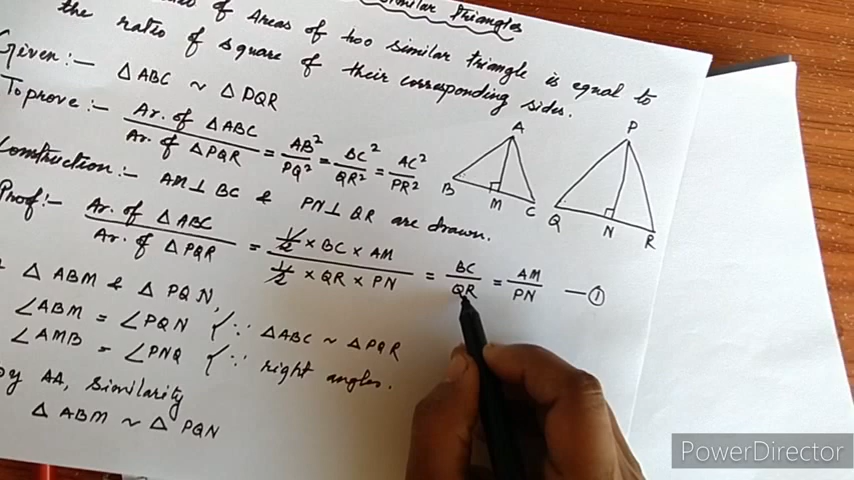 Similar Triangles
of Areas of two similar triangle is equal to
the ratio of square of their corresponding sides.
Given:- △ABC ~ △PQR
To prove:- Ar. of △ABC / Ar. of △PQR = AB² / PQ² = BC² / QR² = AC² / PR²
Construction:- AM ⊥ BC & PN ⊥ QR are drawn.
Proof:- Ar. of △ABC / Ar. of △PQR = ½ × BC × AM / ½ × QR × PN = BC / QR = AM / PN — ①
△ABM & △PQN,
∠ABM = ∠PQN {∵ △ABC ~ △PQR
∠AMB = ∠PNQ {∵ right angles.
by AA, similarity
△ABM ~ △PQN
A
B
M
C
P
Q
N
R
PowerDirector